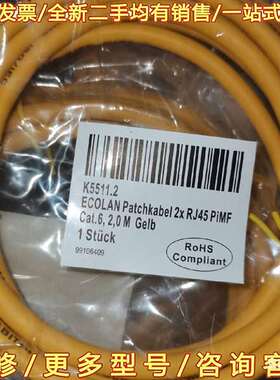 发票/全新二手均有销售/一站式
K5511.2
ECOLAN Patchkabel 2x RJ45 PiMF
Cat.6, 2,0 M Gelb
1 Stück
99106409
RoHS
Compliant
修/更多型号/咨询客